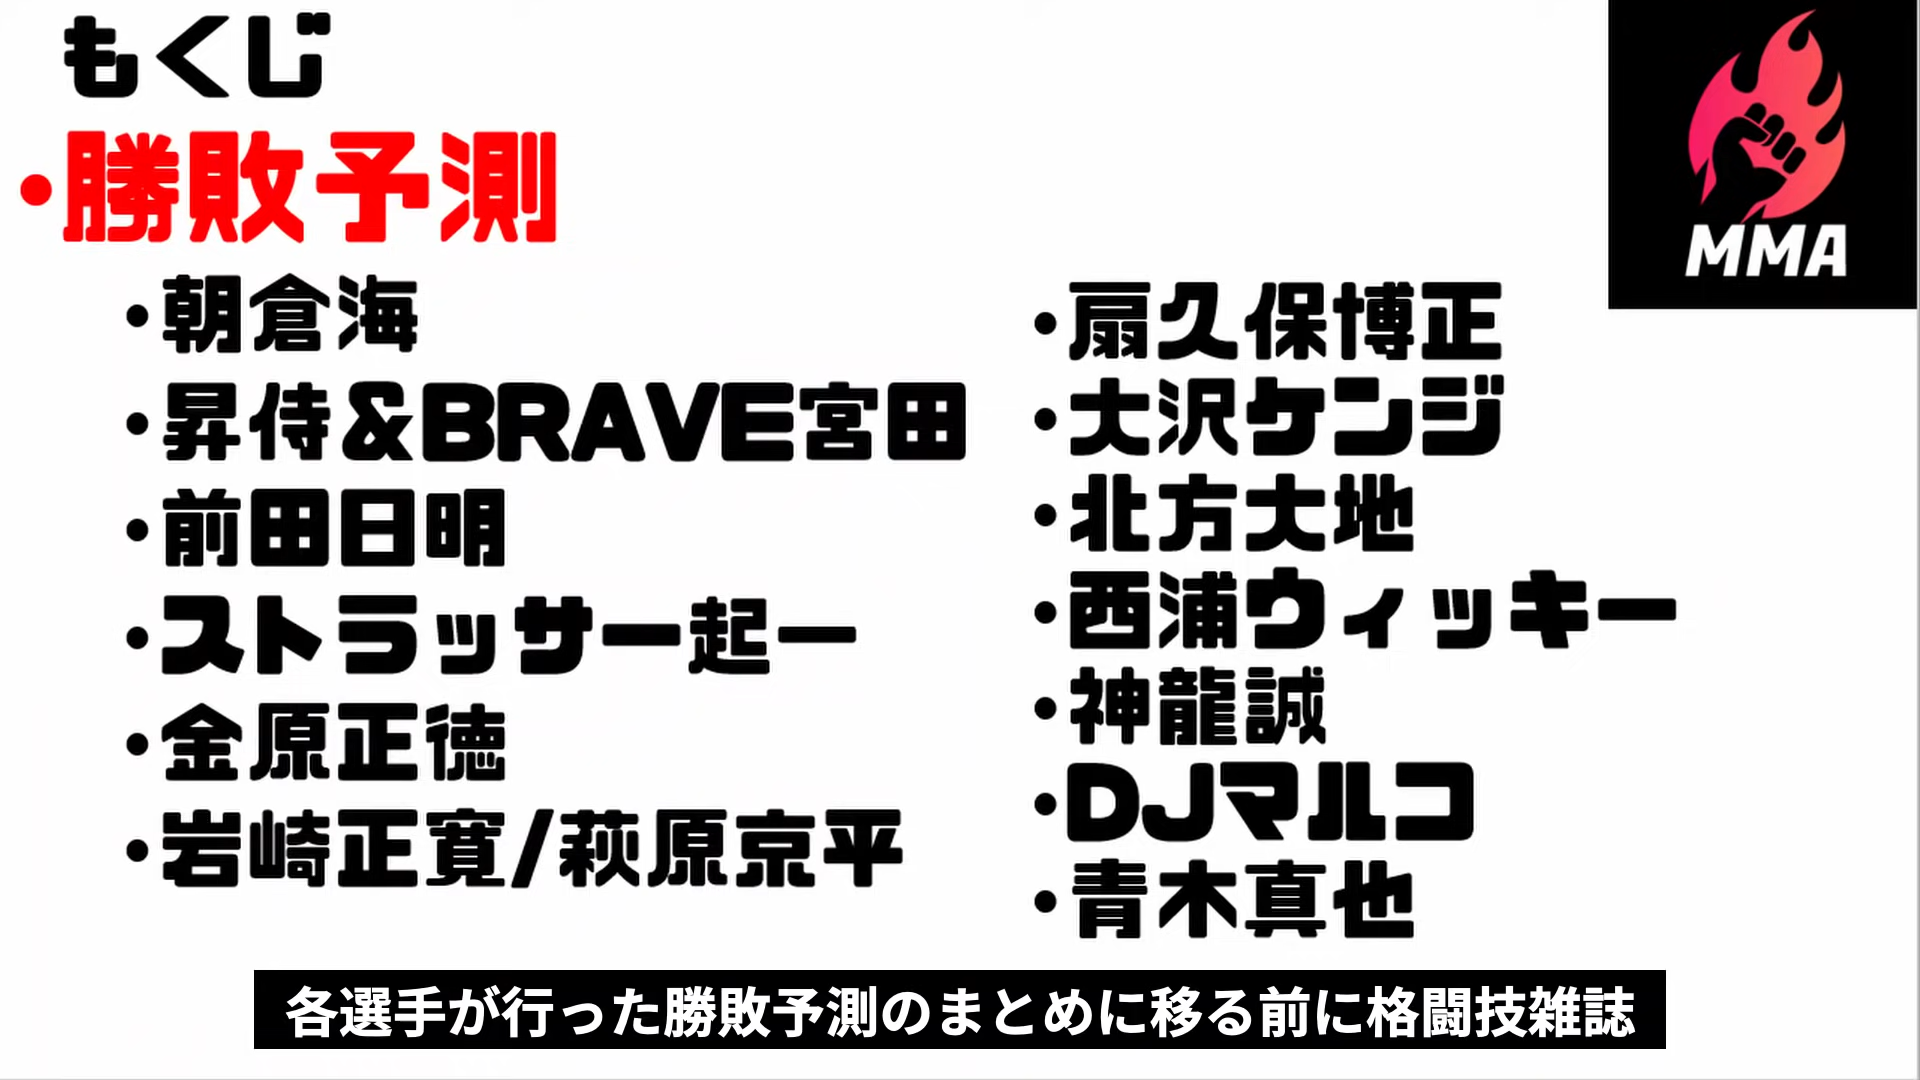 もくじ
・勝敗予測
・朝倉海
・昇侍&BRAVE宮田
・前田日明
・ストラッサー起一
・金原正徳
・岩崎正寛/萩原京平
・扇久保博正
・大沢ケンジ
・北方大地
・西浦ウィッキー
・神龍誠
・DJマルコ
・青木真也
MMA
各選手が行った勝敗予測のまとめに移る前に格闘技雑誌